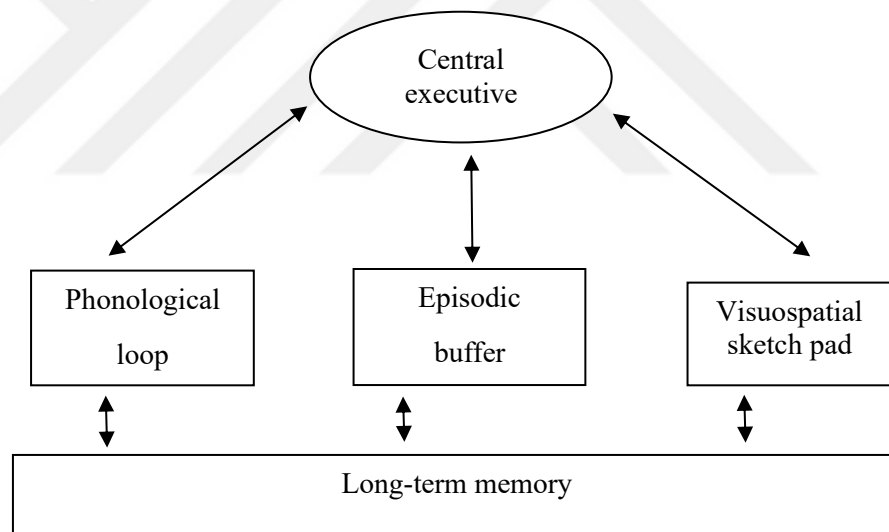 Central
executive
Phonological
loop
Episodic
buffer
Visuospatial
sketch pad
Long-term memory